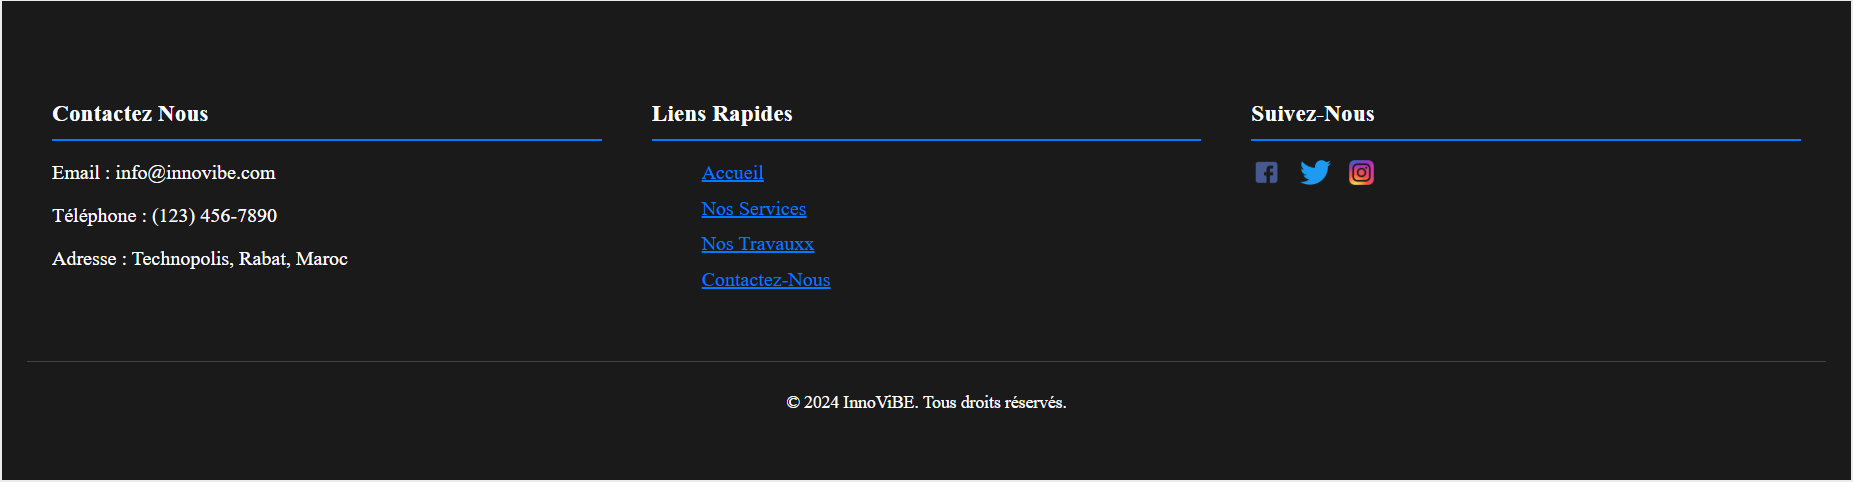 Contactez Nous
Email : info@innovibe.com
Téléphone : (123) 456-7890
Adresse : Technopolis, Rabat, Maroc
Liens Rapides
Accueil
Nos Services
Nos Travauxx
Contactez-Nous
Suivez-Nous
© 2024 InnoViBE. Tous droits réservés.